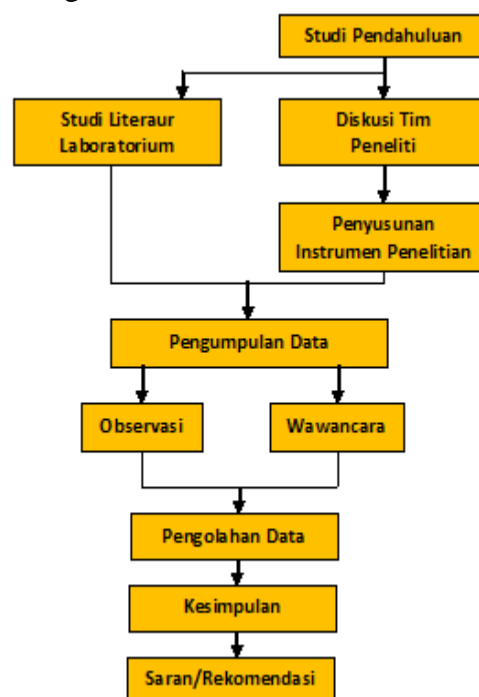 Studi Pendahuluan
Studi Literaur
Laboratorium
Diskusi Tim
Peneliti
Penyusunan
Instrumen Penelitian
Pengumpulan Data
Observasi
Wawancara
Pengolahan Data
Kesimpulan
Saran/Rekomendasi